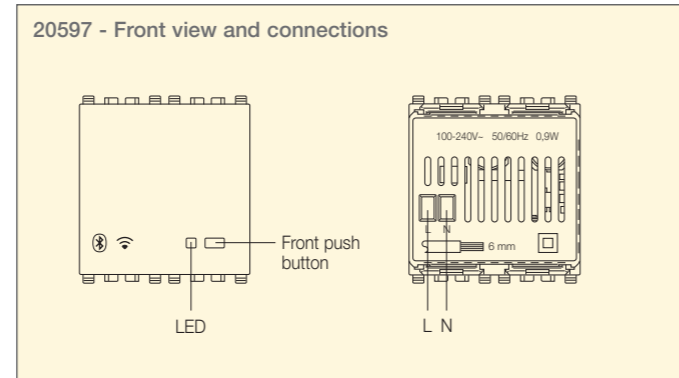 20597 - Front view and connections
100-240V~ 50/60Hz 0,9W
L N
6 mm
Front push
button
LED
L N